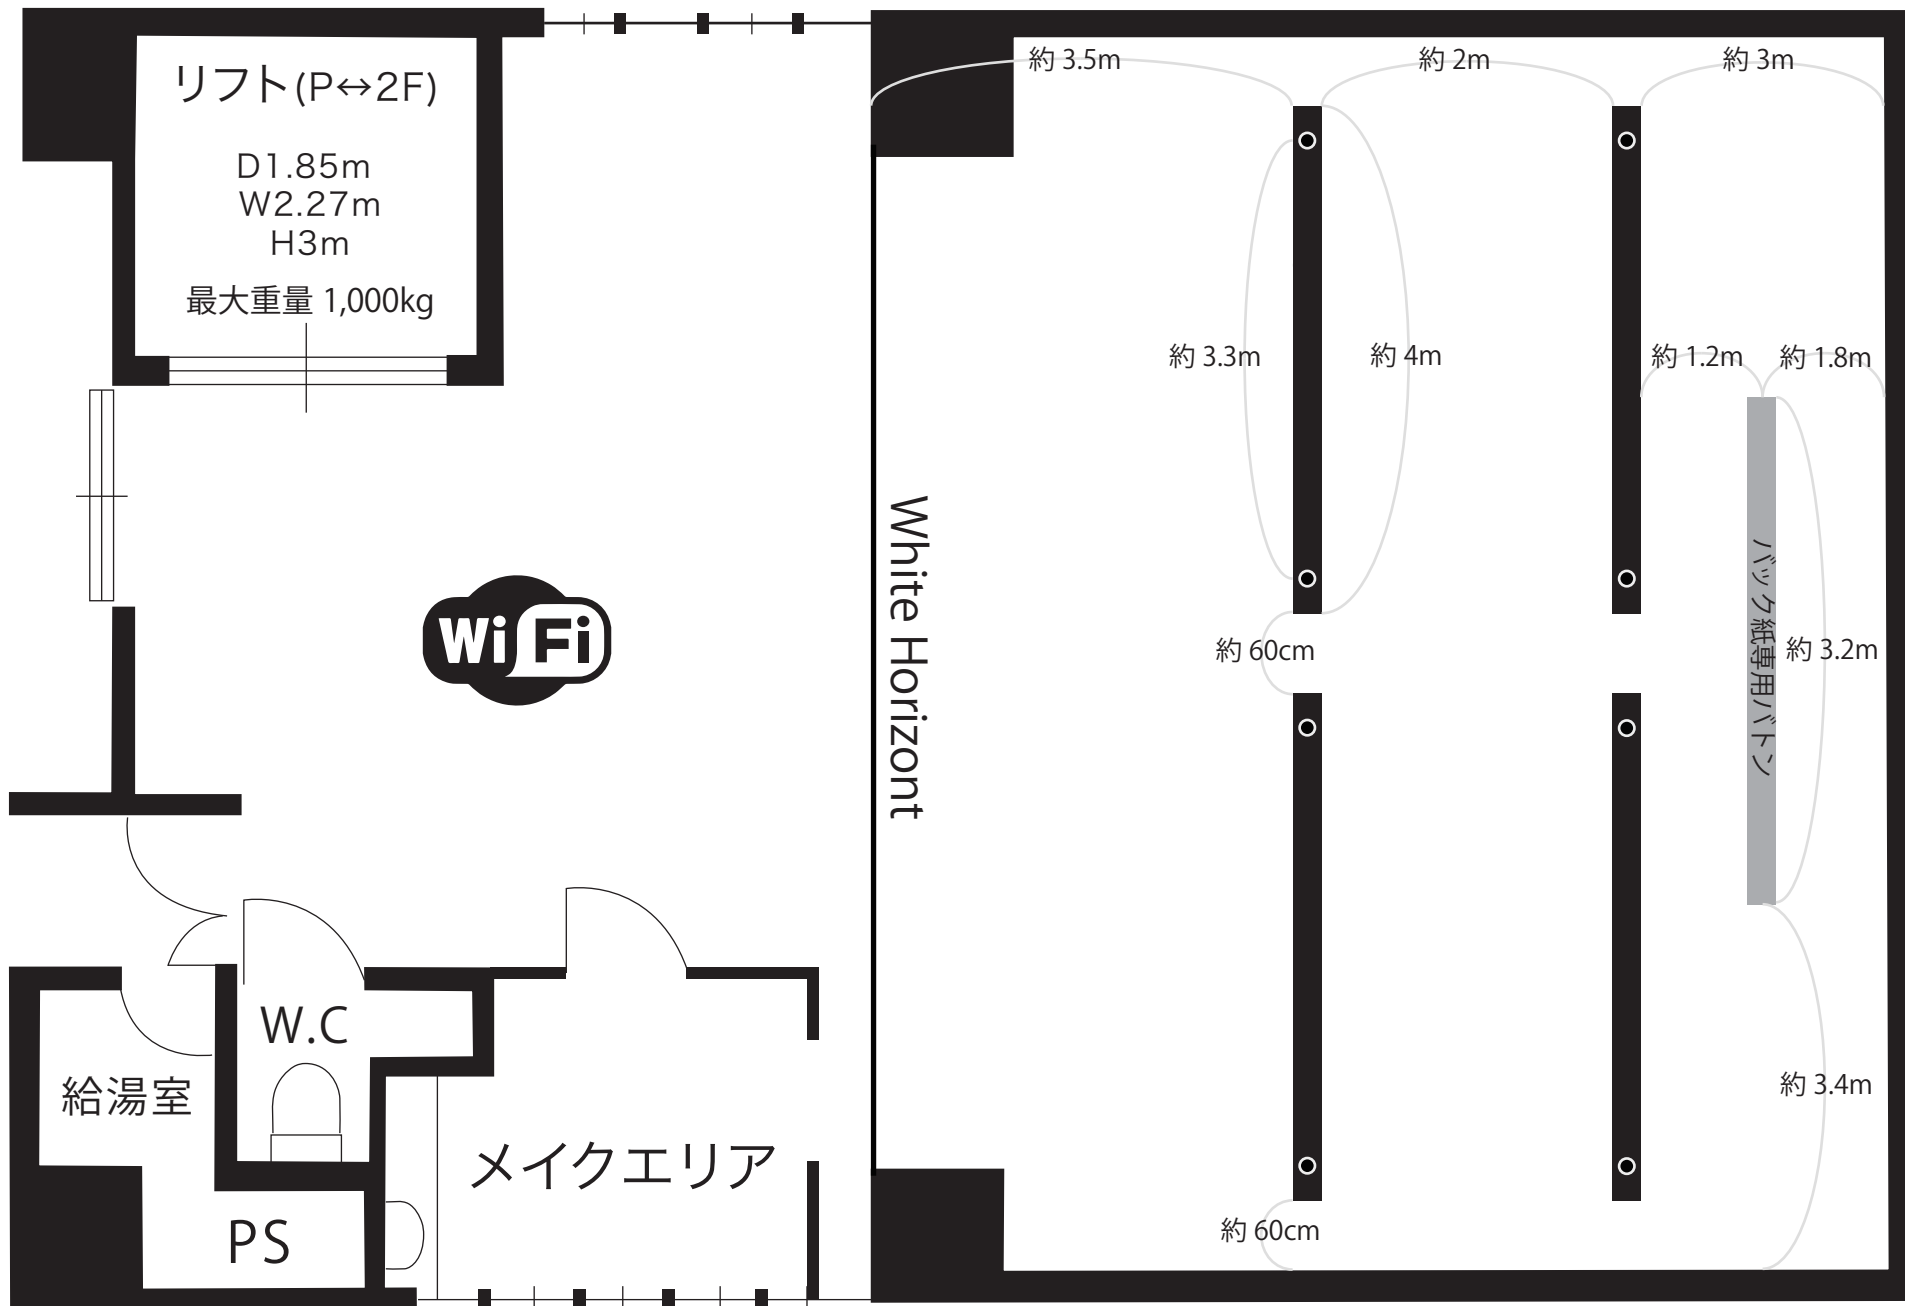 リフト(P↔2F)
D1.85m
W2.27m
H3m
最大重量 1,000kg
WiFi
給湯室
W.C
PS
メイクエリア
White Horizont
約 3.5m
約 2m
約 3m
約 3.3m
約 4m
約 1.2m
約 1.8m
約 60cm
バック紙専用バトン
約 3.2m
約 3.4m
約 60cm